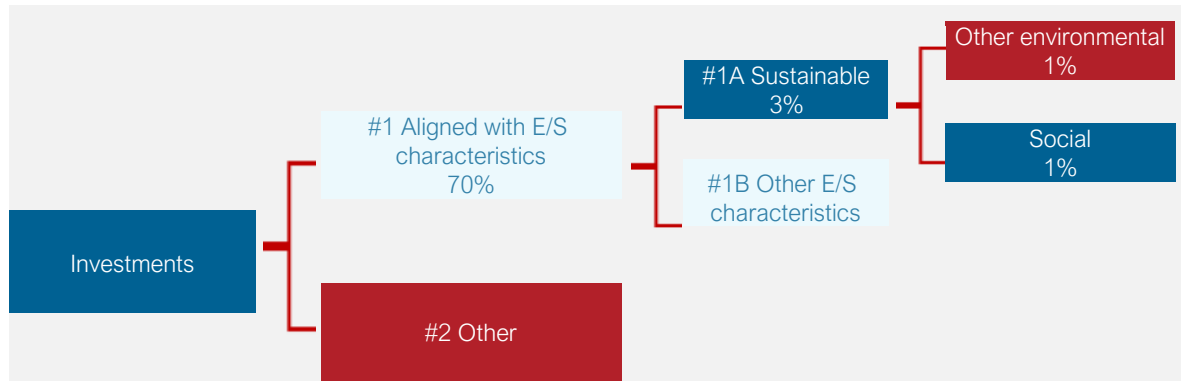 Investments
#1 Aligned with E/S
characteristics
70%
#2 Other
#1A Sustainable
3%
#1B Other E/S
characteristics
Other environmental
1%
Social
1%